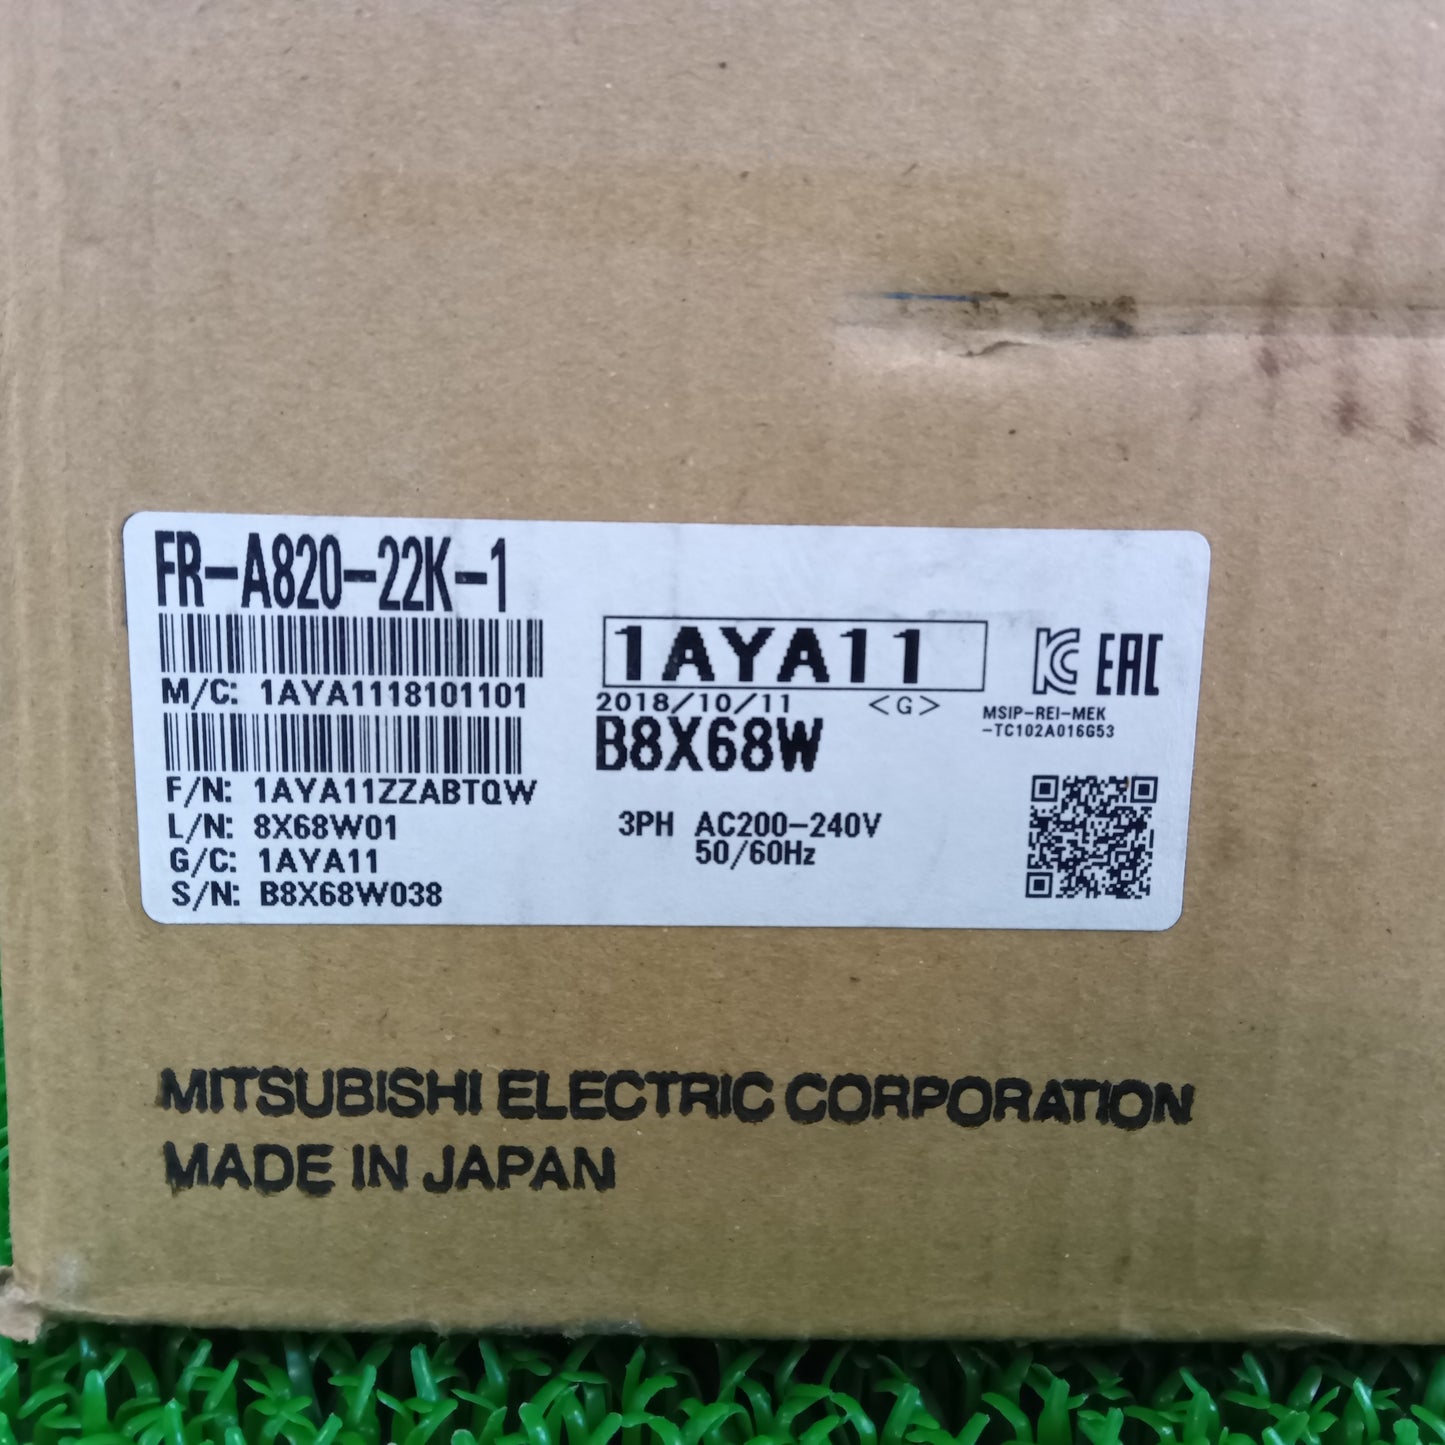 FR-A820-22K-1
M/C: 1AYA1118101101
F/N: 1AYA11ZZABTQW
L/N: 8X68W01
G/C: 1AYA11
S/N: B8X68W038
1AYA11
2018/10/11 <G>
B8X68W
3PH AC200-240V
50/60Hz
EAC
MSIP-REI-MEK
-TC102A016G53
MITSUBISHI ELECTRIC CORPORATION
MADE IN JAPAN